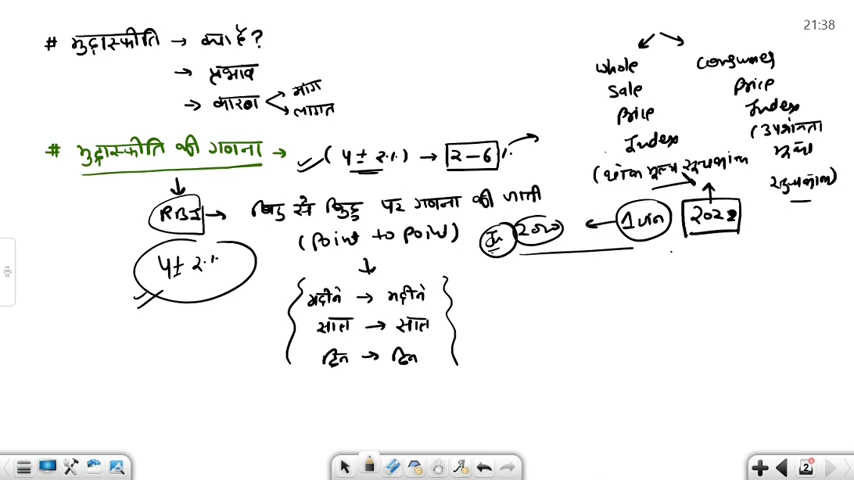 21:38
# मुद्रास्फीति → क्या है?
→ प्रभाव
→ कारण
मांग
लागत
Whole
Sale
Price
Index
(थोक मूल्य सूचकांक)
Consumer
Price
Index
(उपभोक्ता
मूल्य
सूचकांक)
# मुद्रास्फीति की गणना → (4 ± 2%) → 2-6%
RBI → बिंदु से बिंदु पर गणना की जाती
(Point to Point)
4 ± 2%
महीने → महीने
साल → साल
दिन → दिन
2020 ← 1 जन 2022
2